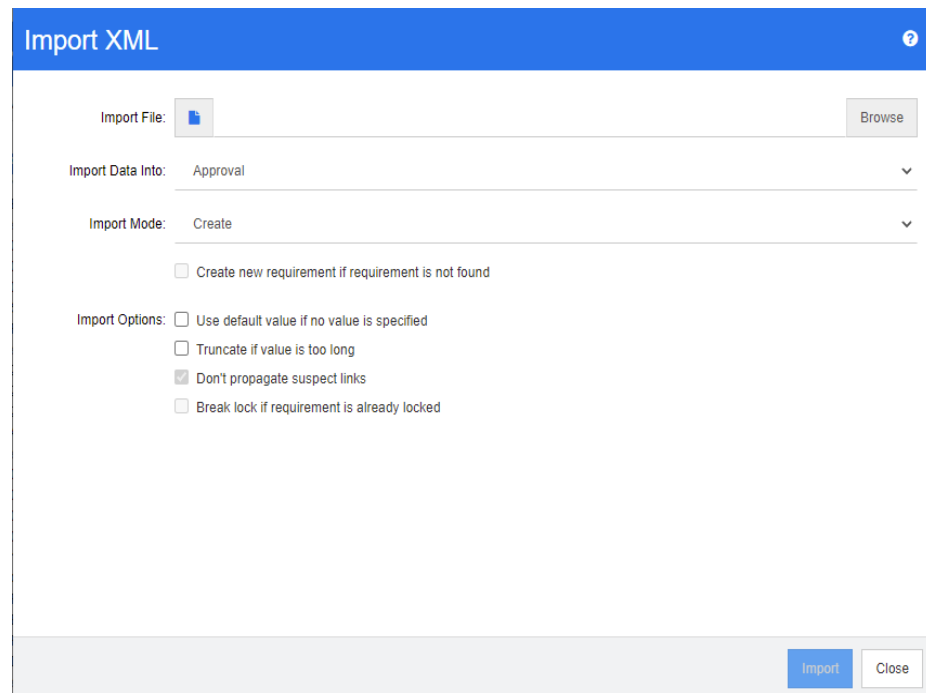 Import XML
Import File: Browse
Import Data Into: Approval
Import Mode: Create
Create new requirement if requirement is not found
Import Options: Use default value if no value is specified
Truncate if value is too long
Don't propagate suspect links
Break lock if requirement is already locked
Import Close